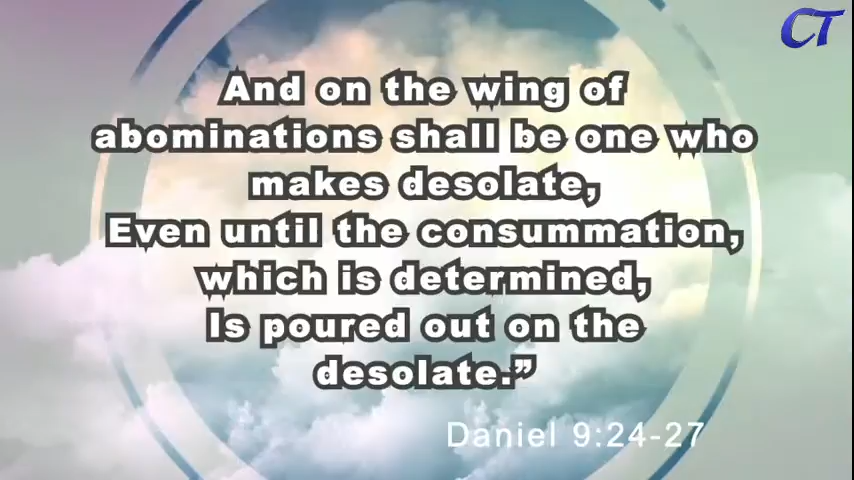 CT
And on the wing of
abominations shall be one who
makes desolate,
Even until the consummation,
which is determined,
Is poured out on the
desolate.”
Daniel 9:24-27